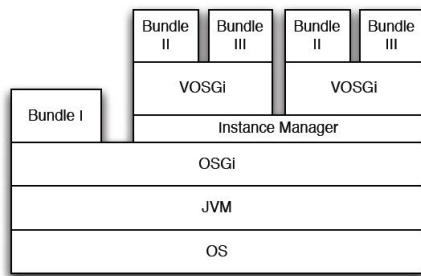 Bundle
II
Bundle
III
Bundle
II
Bundle
III
VOSGi
VOSGi
Bundle I
Instance Manager
OSGi
JVM
OS